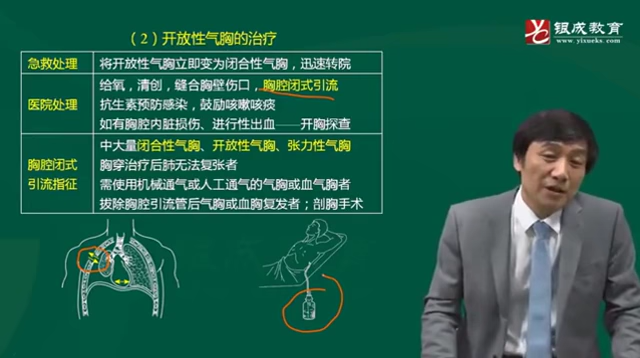 (2)开放性气胸的治疗
银成教育
www.yixueks.com
急救处理
将开放性气胸立即变为闭合性气胸，迅速转院
医院处理
给氧，清创，缝合胸壁伤口，胸腔闭式引流
抗生素预防感染，鼓励咳嗽咳痰
如有胸腔内脏损伤、进行性出血——开胸探查
胸腔闭式
引流指征
中大量闭合性气胸、开放性气胸、张力性气胸
胸穿治疗后肺无法复张者
需使用机械通气或人工通气的气胸或血气胸者
拔除胸腔引流管后气胸或血胸复发者；剖胸手术